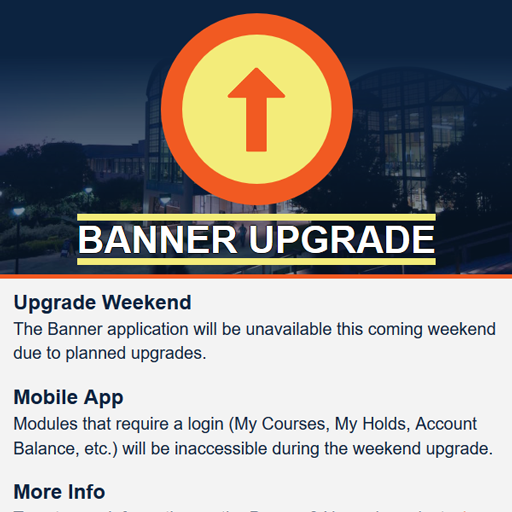 BANNER UPGRADE
Upgrade Weekend
The Banner application will be unavailable this coming weekend
due to planned upgrades.
Mobile App
Modules that require a login (My Courses, My Holds, Account
Balance, etc.) will be inaccessible during the weekend upgrade.
More Info